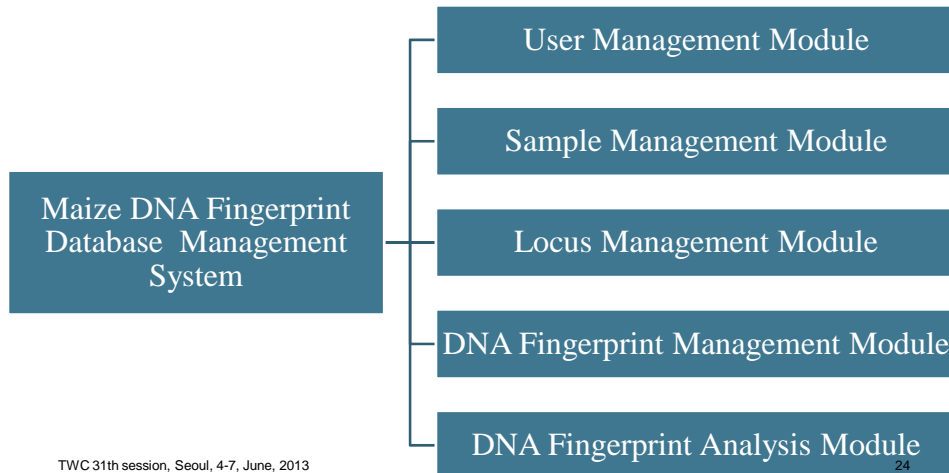 User Management Module
Sample Management Module
Maize DNA Fingerprint
Database Management
System
Locus Management Module
DNA Fingerprint Management Module
DNA Fingerprint Analysis Module
TWC 31th session, Seoul, 4-7, June, 2013
24